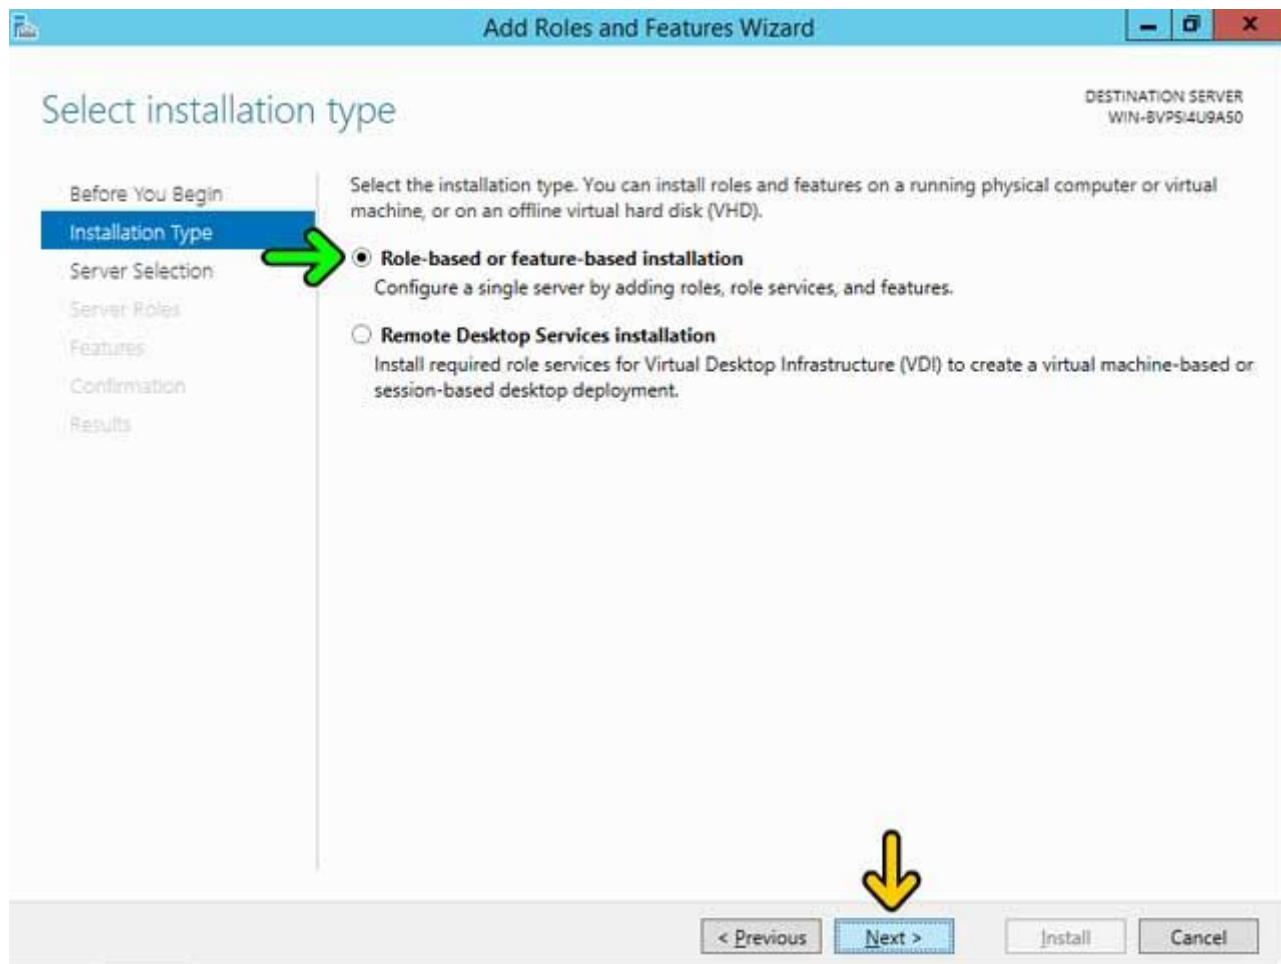 Add Roles and Features Wizard
Select installation type
DESTINATION SERVER
WIN-BVPSI4U9A50
Before You Begin
Installation Type
Server Selection
Server Roles
Features
Confirmation
Results
Select the installation type. You can install roles and features on a running physical computer or virtual
machine, or on an offline virtual hard disk (VHD).
Role-based or feature-based installation
Configure a single server by adding roles, role services, and features.
Remote Desktop Services installation
Install required role services for Virtual Desktop Infrastructure (VDI) to create a virtual machine-based or
session-based desktop deployment.
< Previous
Next >
Install
Cancel